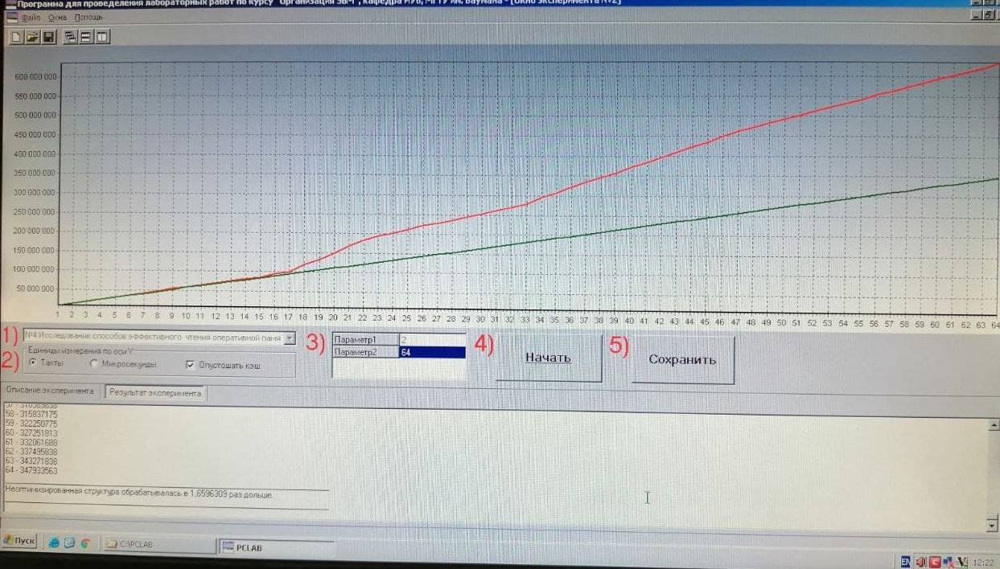 Программа для проведеления лабораторных работ по курсу "Организация ЭВМ", кафедра ИУ6, МГТУ им. Баумана - [Окно эксперимента №2]
Файл Окна Помощь
600 000 000
550 000 000
500 000 000
450 000 000
400 000 000
350 000 000
300 000 000
250 000 000
200 000 000
150 000 000
100 000 000
50 000 000
1 2 3 4 5 6 7 8 9 10 11 12 13 14 15 16 17 18 19 20 21 22 23 24 25 26 27 28 29 30 31 32 33 34 35 36 37 38 39 40 41 42 43 44 45 46 47 48 49 50 51 52 53 54 55 56 57 58 59 60 61 62 63 64
1) №4 Исследование способов эффективного чтения оперативной памя
2) Единицы измерения по оси Y
Такты Микросекунды Опустошать кэш
3) Параметр1 2
Параметр2 64
4) Начать
5) Сохранить
Описание эксперимента Результат эксперимента
58 - 315837175
59 - 322250775
60 - 327251813
61 - 332061688
62 - 337495838
63 - 343271838
64 - 347933563
Неоптимизированная структура обрабатывалась в 1,6596309 раз дольше.
Пуск C:\PCLAB PCLAB EN 12:22